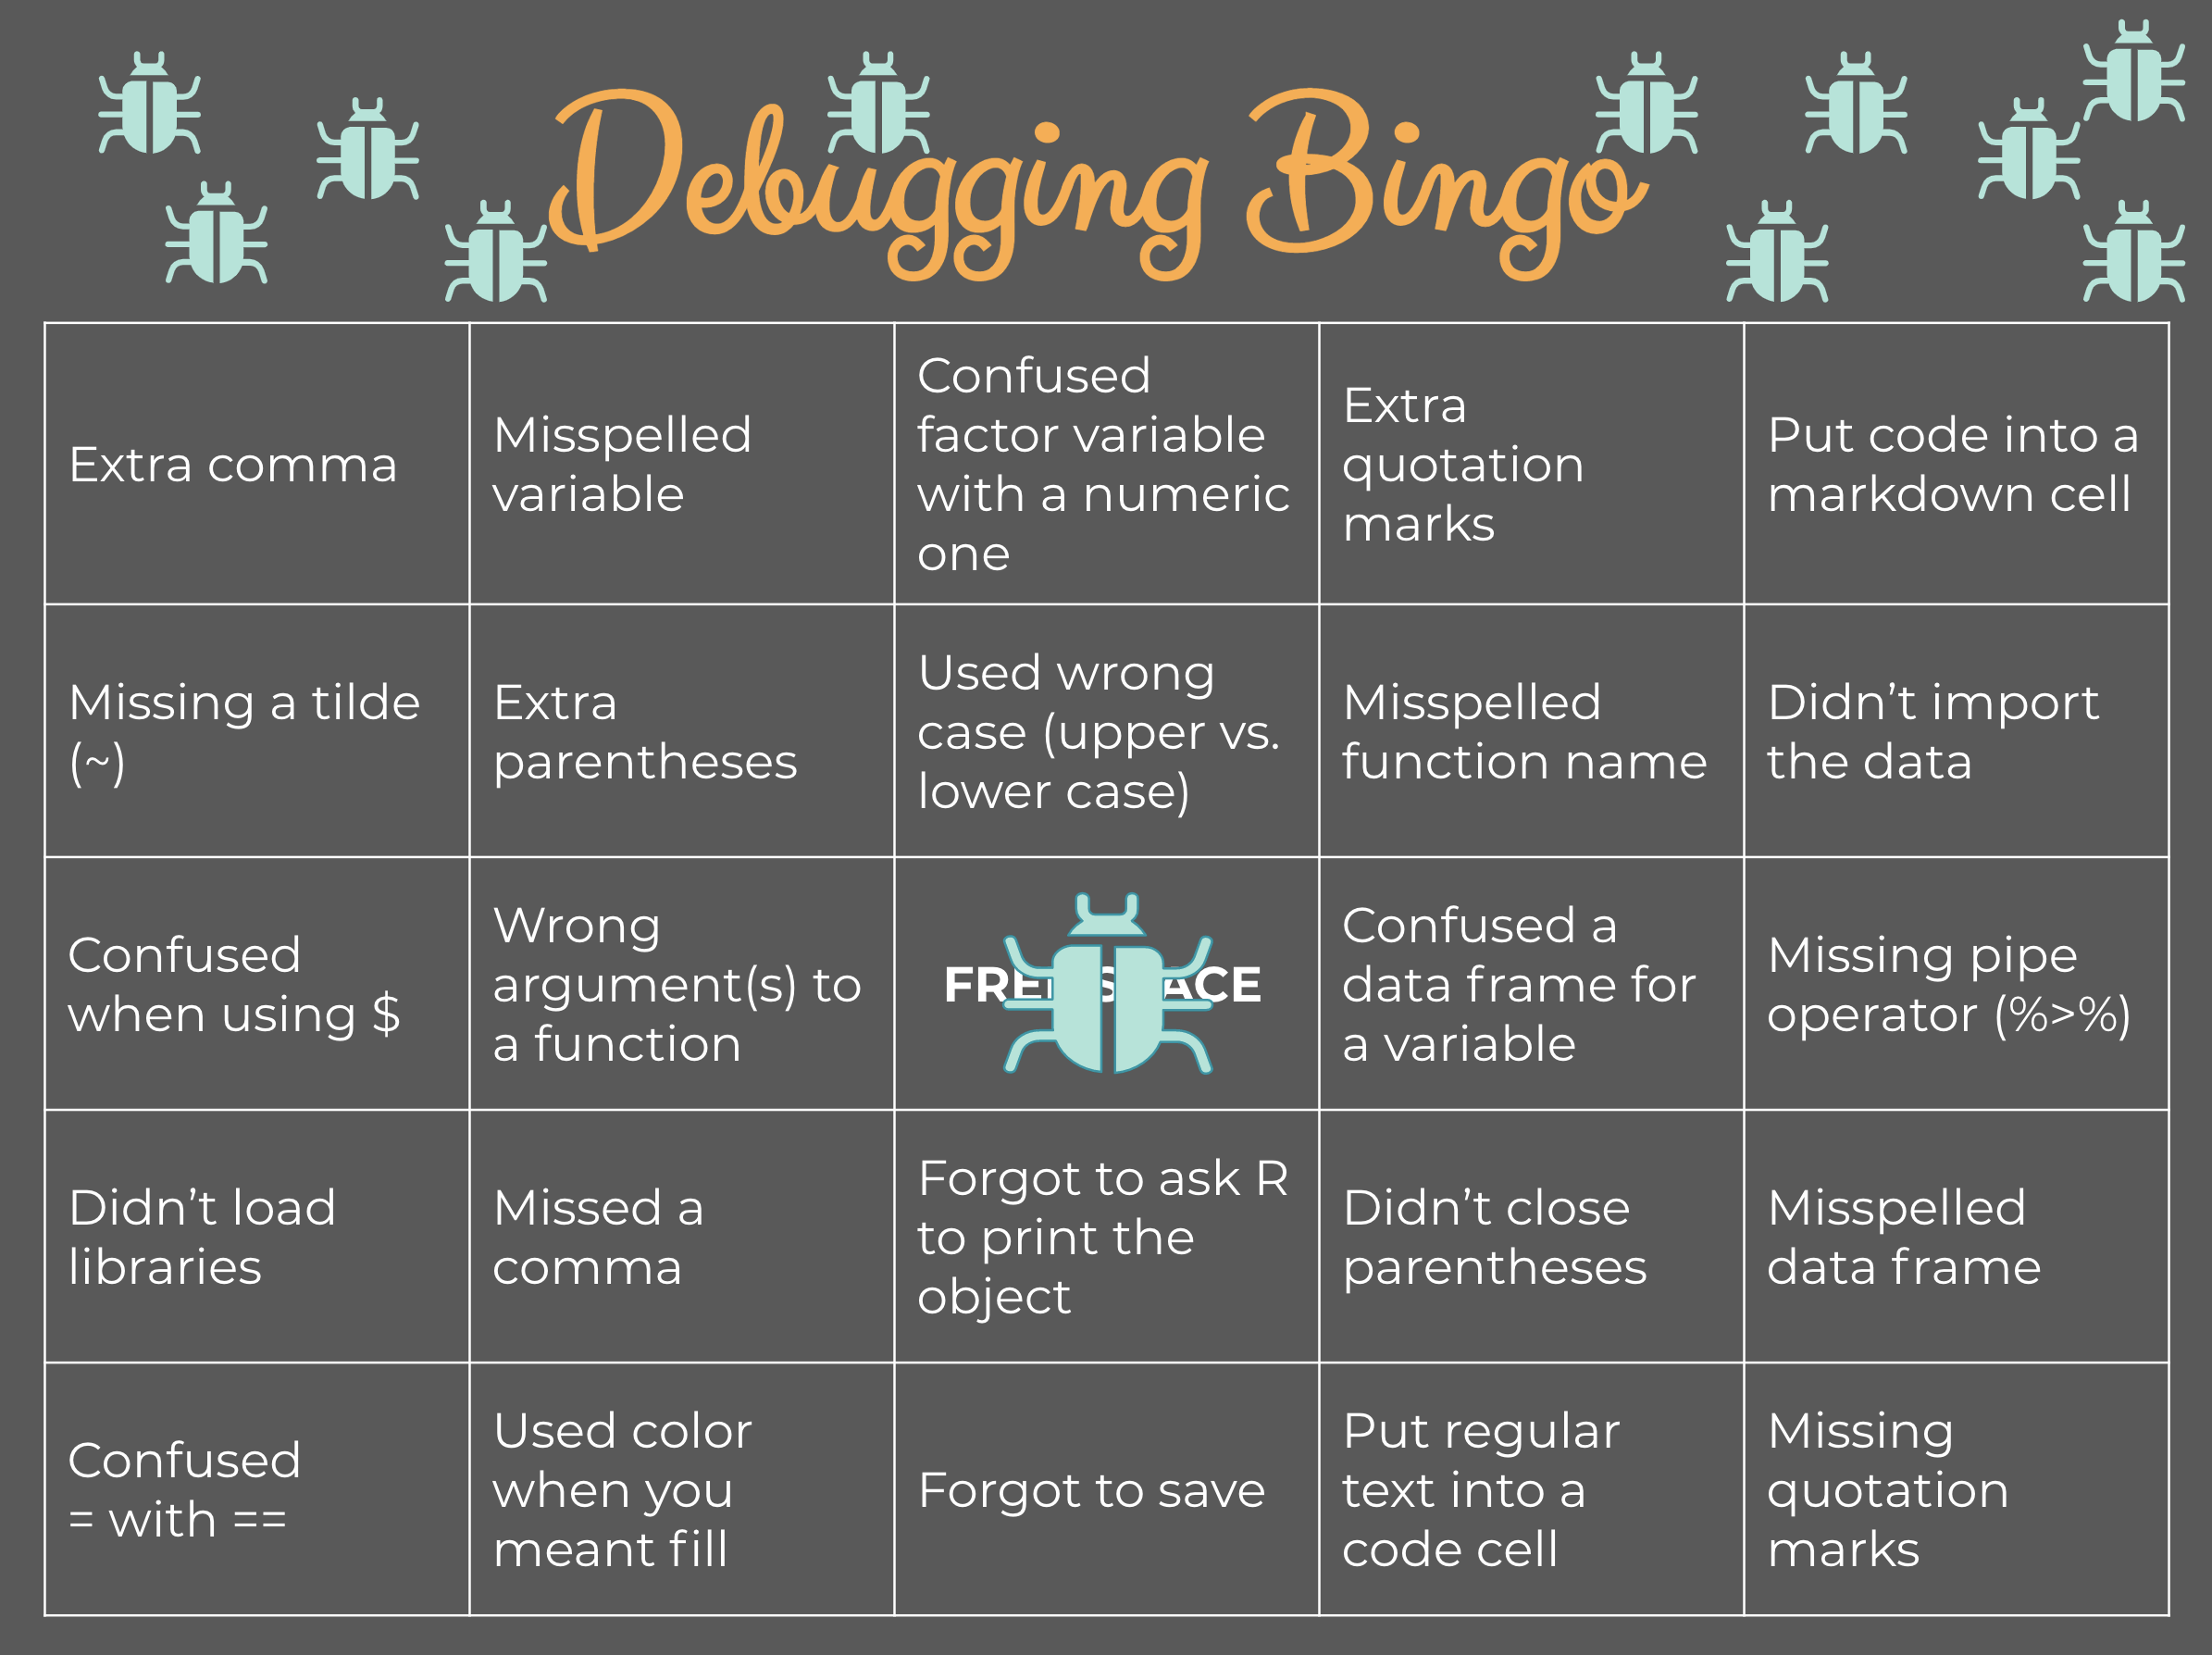 Debugging Bingo
Extra comma
Misspelled
variable
Confused
factor variable
with a numeric
one
Extra
quotation
marks
Put code into a
markdown cell
Missing a tilde
(~)
Extra
parentheses
Used wrong
case (upper vs.
lower case)
Misspelled
function name
Didn’t import
the data
Confused
when using $
Wrong
argument(s) to
a function
FREE SPACE
Confused a
data frame for
a variable
Missing pipe
operator (%>%)
Didn’t load
libraries
Missed a
comma
Forgot to ask R
to print the
object
Didn’t close
parentheses
Misspelled
data frame
Confused
= with ==
Used color
when you
meant fill
Forgot to save
Put regular
text into a
code cell
Missing
quotation
marks